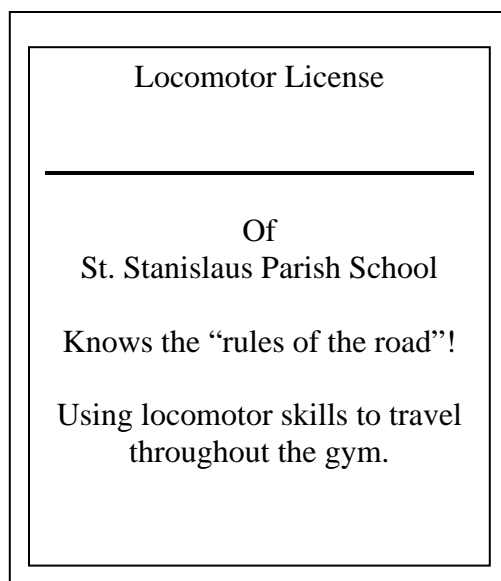 Locomotor License
Of
St. Stanislaus Parish School
Knows the “rules of the road”!
Using locomotor skills to travel
throughout the gym.